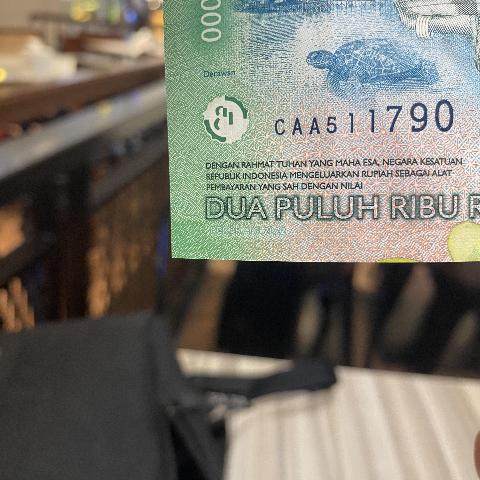 000
Derawan
CAA511790
DENGAN RAHMAT TUHAN YANG MAHA ESA, NEGARA KESATUAN
REPUBLIK INDONESIA MENGELUARKAN RUPIAH SEBAGAI ALAT
PEMBAYARAN YANG SAH DENGAN NILAI
DUA PULUH RIBU R